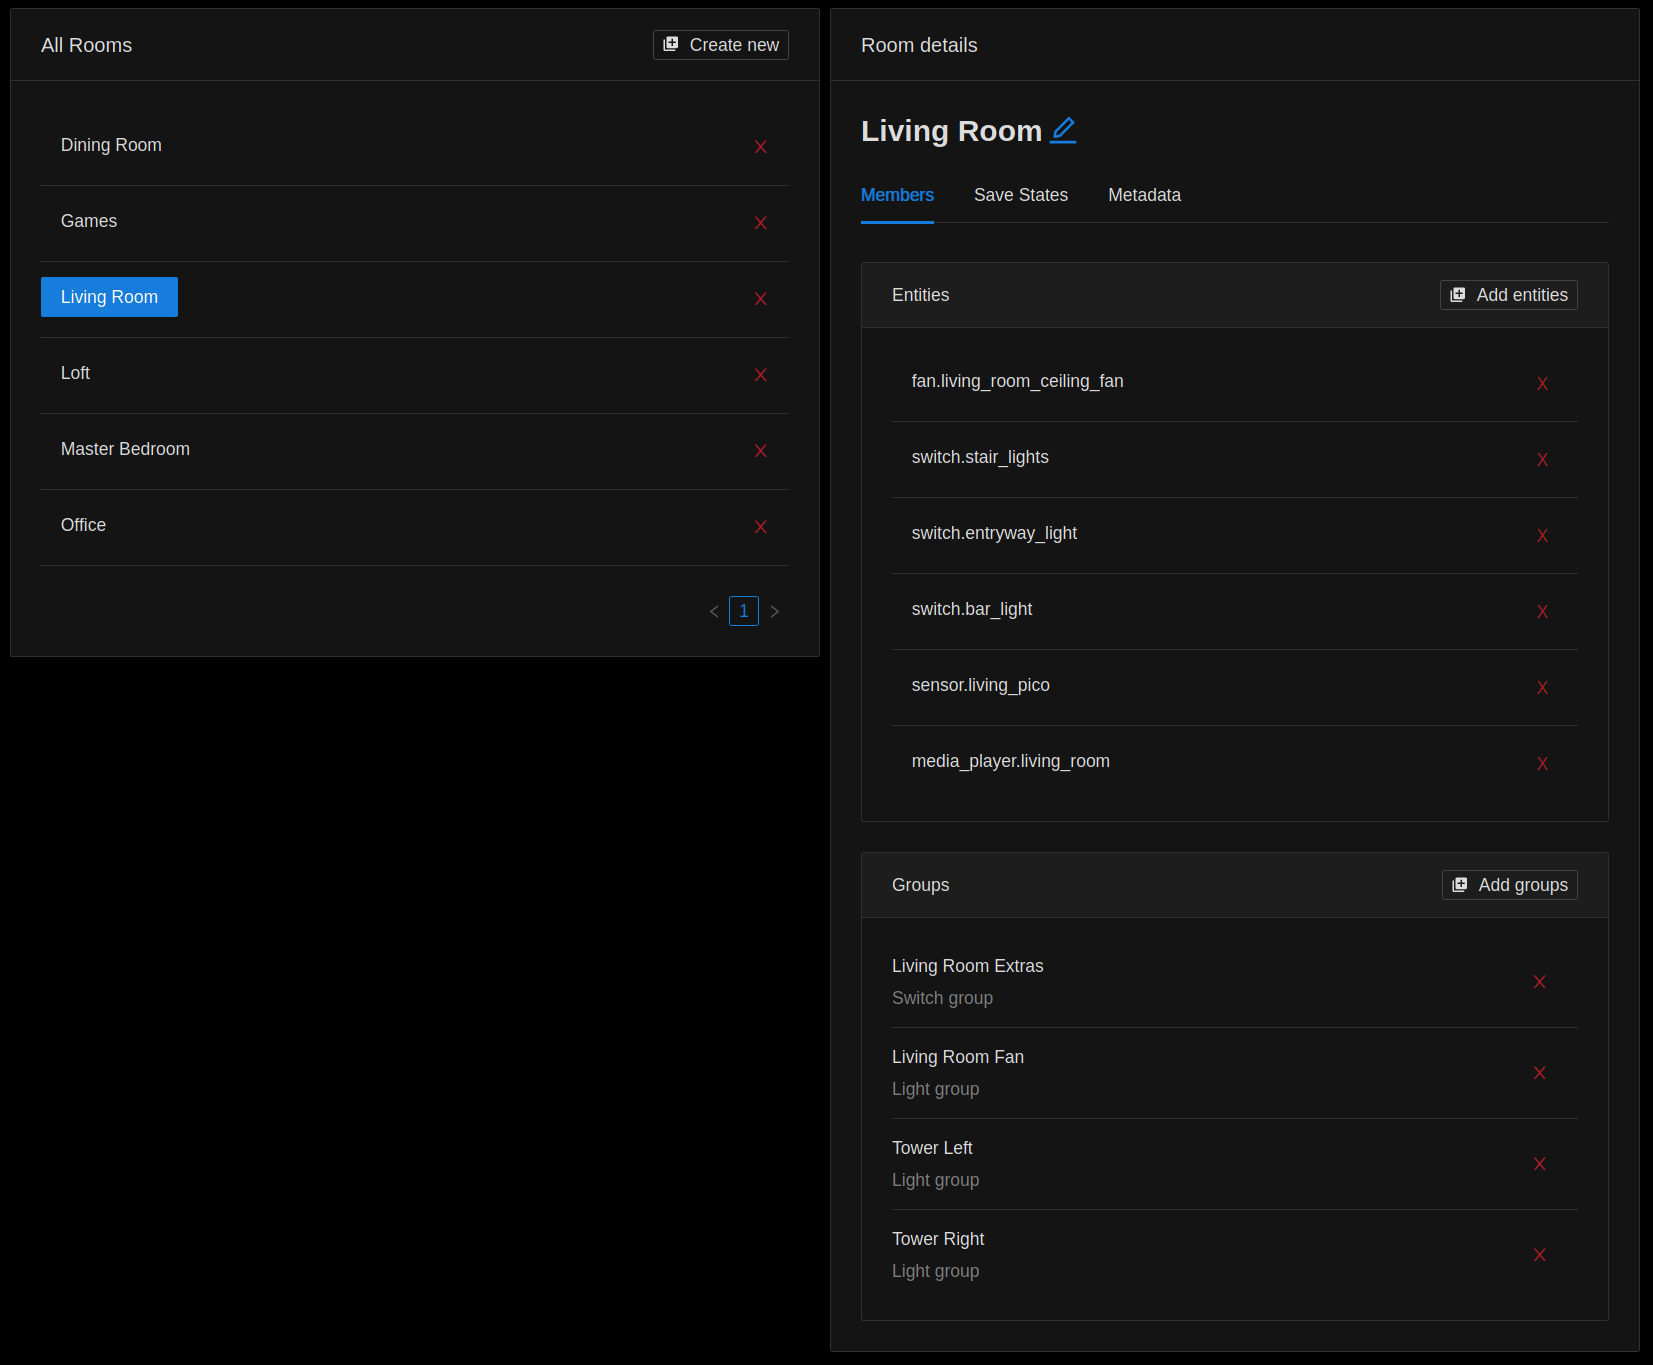 All Rooms
Create new
Dining Room
X
Games
X
Living Room
X
Loft
X
Master Bedroom
X
Office
X
< 1 >
Room details
Living Room
Members Save States Metadata
Entities
Add entities
fan.living_room_ceiling_fan
X
switch.stair_lights
X
switch.entryway_light
X
switch.bar_light
X
sensor.living_pico
X
media_player.living_room
X
Groups
Add groups
Living Room Extras
Switch group
X
Living Room Fan
Light group
X
Tower Left
Light group
X
Tower Right
Light group
X